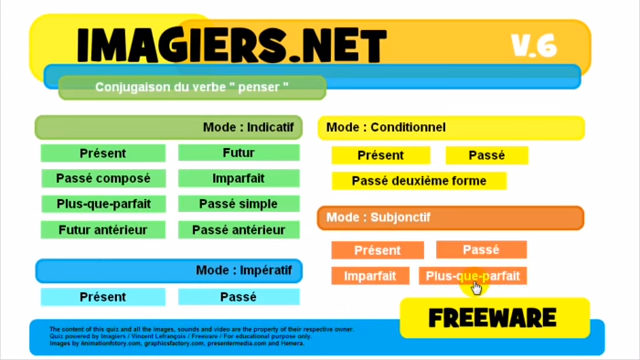 IMAGIERS.NET
V.6
Conjugaison du verbe " penser "
Mode : Indicatif
Présent
Futur
Passé composé
Imparfait
Plus-que-parfait
Passé simple
Futur antérieur
Passé antérieur
Mode : Impératif
Présent
Passé
Mode : Conditionnel
Présent
Passé
Passé deuxième forme
Mode : Subjonctif
Présent
Passé
Imparfait
Plus-que-parfait
FREEWARE
The content of this quiz and all the images, sounds and video are the property of their respective owner.
Quiz powered by Imagiers / Vincent Lefrançois / Freeware / For educational purpose only.
Images by Animationfctory.com, graphicsfactory.com, presentermedia.com and Hemera.